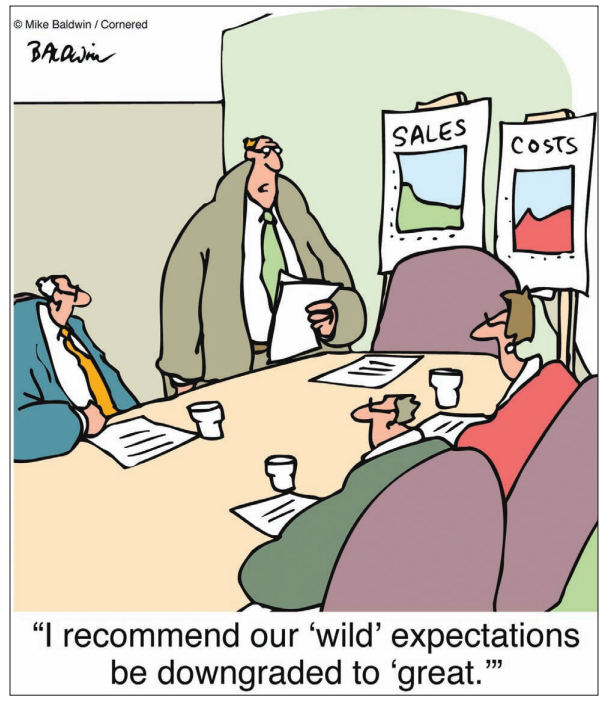 © Mike Baldwin / Cornered
BALDWIN
SALES
COSTS
“I recommend our ‘wild’ expectations
be downgraded to ‘great.’”